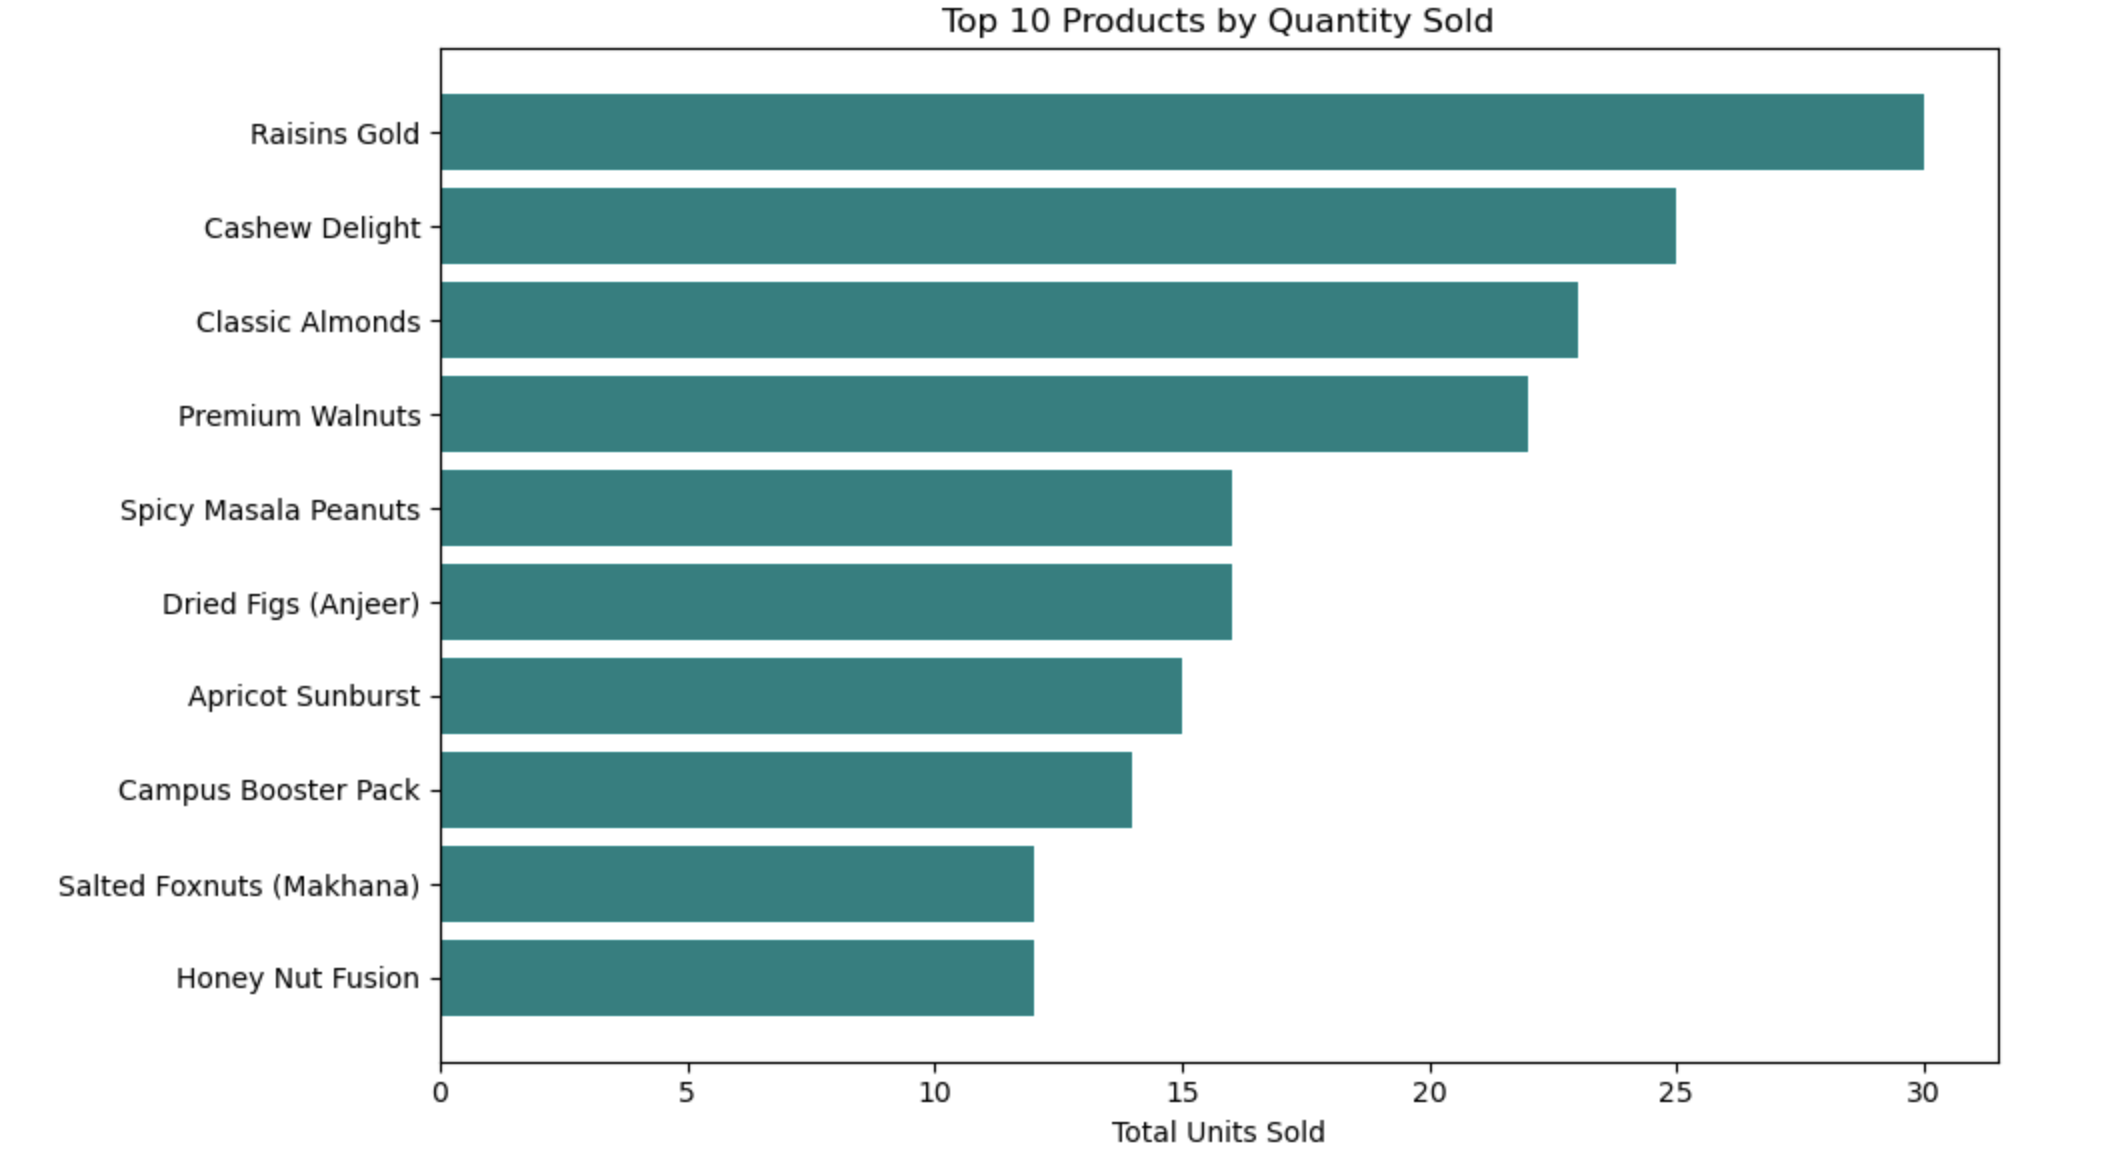 Top 10 Products by Quantity Sold
Raisins Gold
Cashew Delight
Classic Almonds
Premium Walnuts
Spicy Masala Peanuts
Dried Figs (Anjeer)
Apricot Sunburst
Campus Booster Pack
Salted Foxnuts (Makhana)
Honey Nut Fusion
0 5 10 15 20 25 30
Total Units Sold